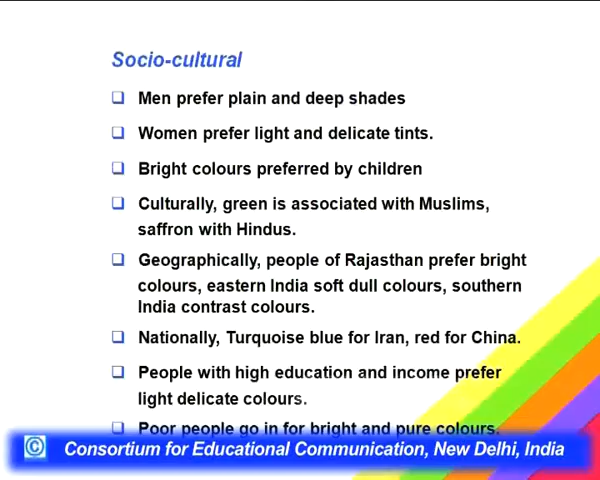 Socio-cultural
❑ Men prefer plain and deep shades
❑ Women prefer light and delicate tints.
❑ Bright colours preferred by children
❑ Culturally, green is associated with Muslims,
saffron with Hindus.
❑ Geographically, people of Rajasthan prefer bright
colours, eastern India soft dull colours, southern
India contrast colours.
❑ Nationally, Turquoise blue for Iran, red for China.
❑ People with high education and income prefer
light delicate colours.
❑ Poor people go in for bright and pure colours.
© Consortium for Educational Communication, New Delhi, India